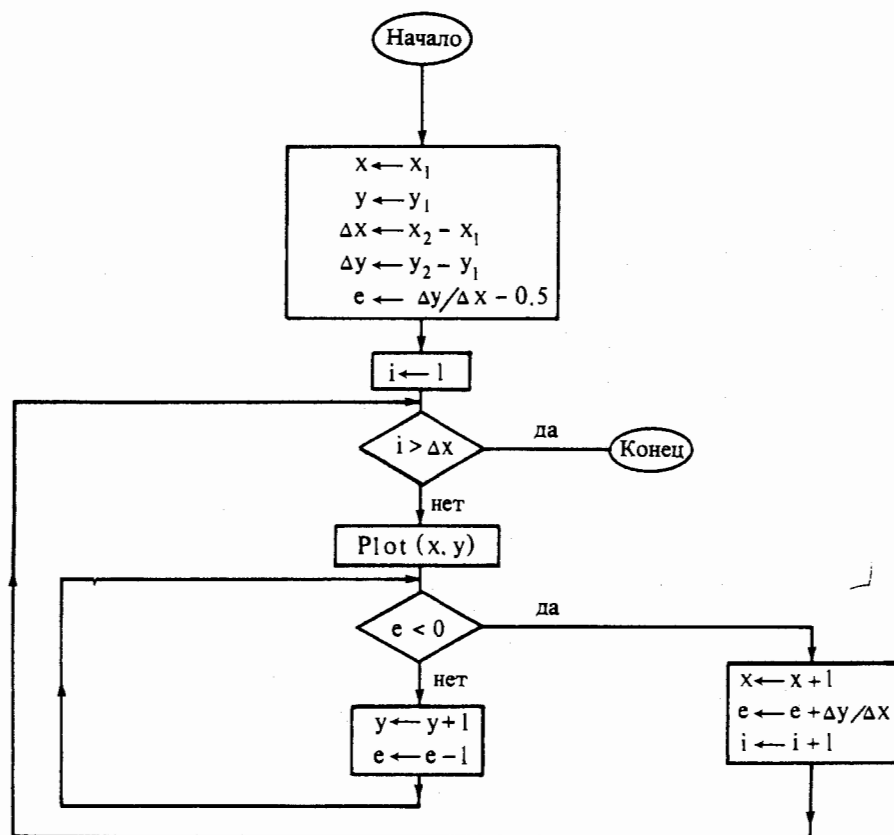 Начало
x ← x₁
y ← y₁
Δx ← x₂ − x₁
Δy ← y₂ − y₁
e ← Δy/Δx − 0.5
i ← 1
i > Δx
да
Конец
нет
Plot (x, y)
e < 0
да
нет
y ← y + 1
e ← e − 1
x ← x + 1
e ← e + Δy/Δx
i ← i + 1